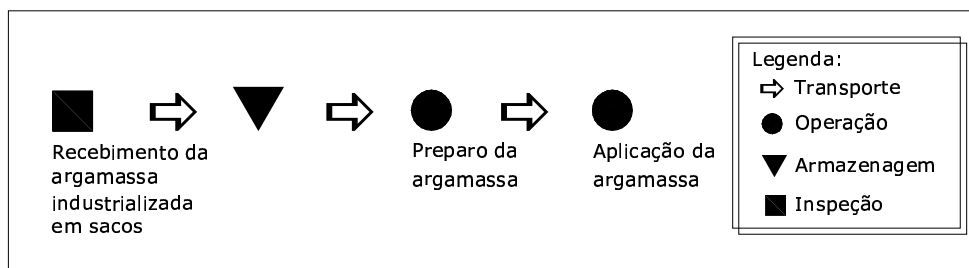 Recebimento da
argamassa
industrializada
em sacos
Preparo da
argamassa
Aplicação da
argamassa
Legenda:
Transporte
Operação
Armazenagem
Inspeção